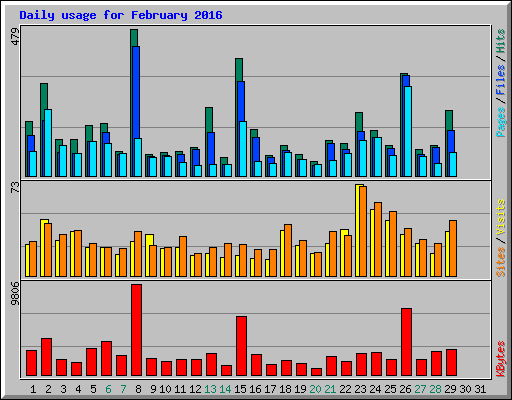 Daily usage for February 2016
479
Pages / Files / Hits
73
Sites / Visits
9806
KBytes
1 2 3 4 5 6 7 8 9 10 11 12 13 14 15 16 17 18 19 20 21 22 23 24 25 26 27 28 29 30 31